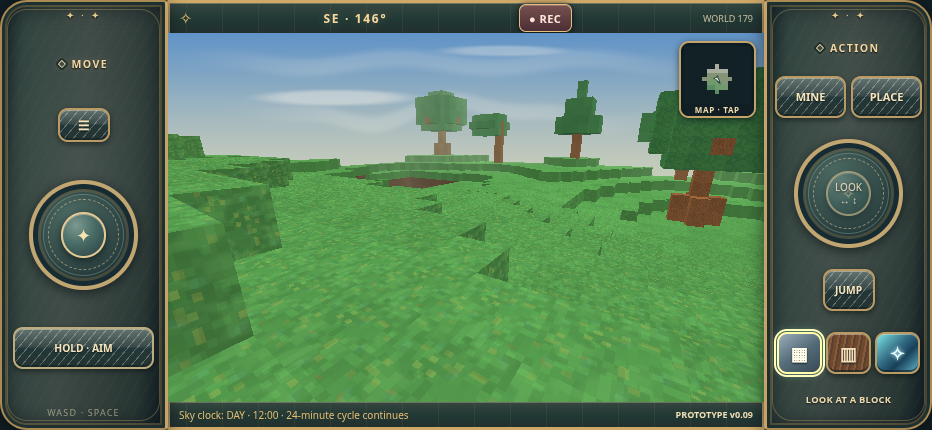 MOVE
HOLD · AIM
WASD · SPACE
SE · 146°
● REC
WORLD 179
MAP · TAP
Sky clock: DAY · 12:00 · 24-minute cycle continues
PROTOTYPE v0.09
ACTION
MINE
PLACE
LOOK
JUMP
LOOK AT A BLOCK